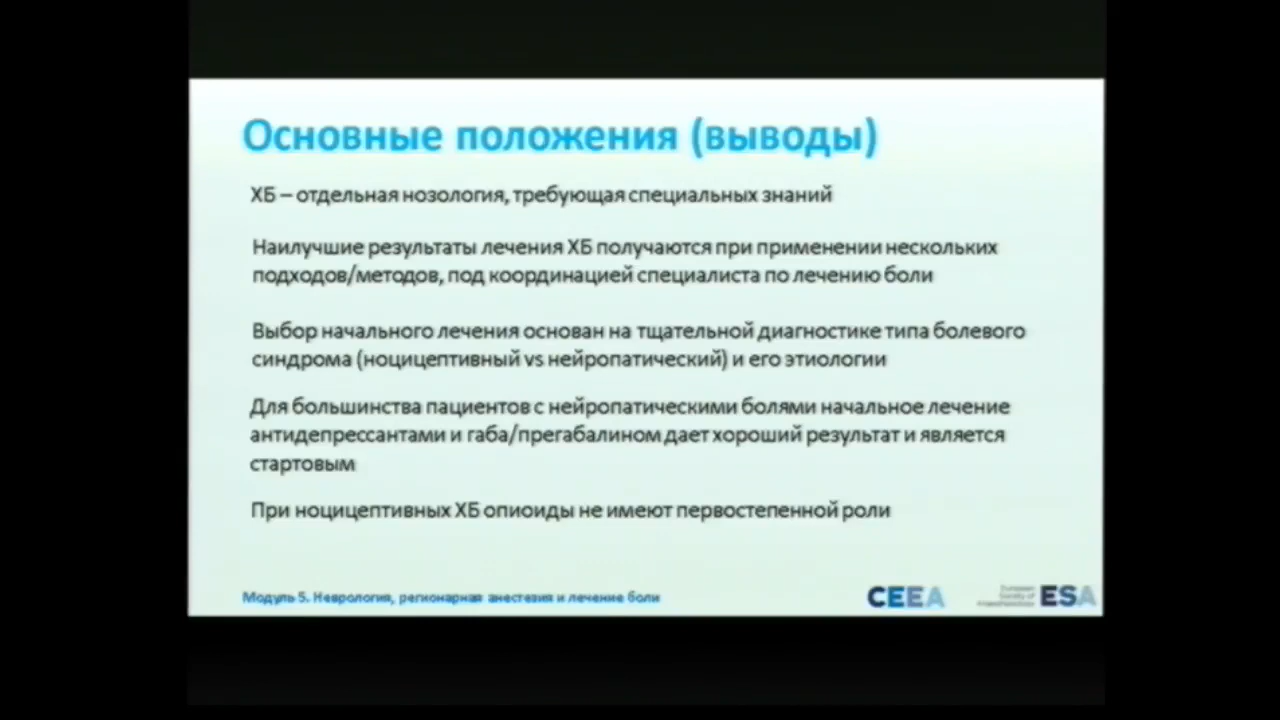 Основные положения (выводы)
ХБ – отдельная нозология, требующая специальных знаний
Наилучшие результаты лечения ХБ получаются при применении нескольких
подходов/методов, под координацией специалиста по лечению боли
Выбор начального лечения основан на тщательной диагностике типа болевого
синдрома (ноцицептивный vs нейропатический) и его этиологии
Для большинства пациентов с нейропатическими болями начальное лечение
антидепрессантами и габа/прегабалином дает хороший результат и является
стартовым
При ноцицептивных ХБ опиоиды не имеют первостепенной роли
Модуль 5. Неврология, регионарная анестезия и лечение боли
CEEA
European
Society of
ESA